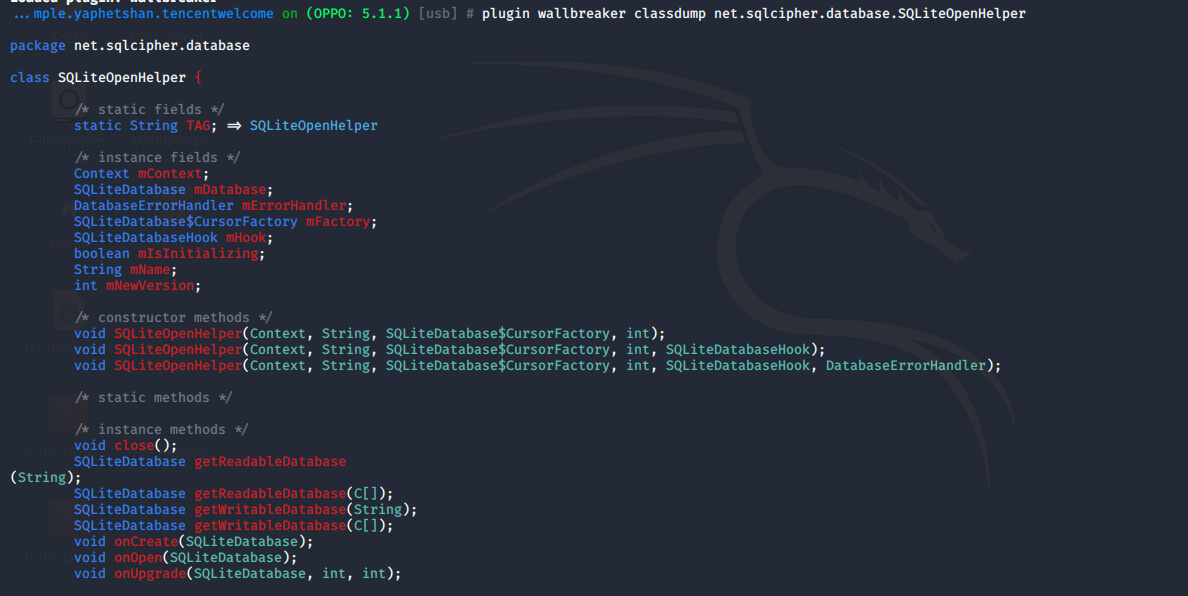 Loaded plugin: wallbreaker
...mple.yaphetshan.tencentwelcome on (OPPO: 5.1.1) [usb] # plugin wallbreaker classdump net.sqlcipher.database.SQLiteOpenHelper
package net.sqlcipher.database
class SQLiteOpenHelper {
/* static fields */
static String TAG; => SQLiteOpenHelper
/* instance fields */
Context mContext;
SQLiteDatabase mDatabase;
DatabaseErrorHandler mErrorHandler;
SQLiteDatabase$CursorFactory mFactory;
SQLiteDatabaseHook mHook;
boolean mIsInitializing;
String mName;
int mNewVersion;
/* constructor methods */
void SQLiteOpenHelper(Context, String, SQLiteDatabase$CursorFactory, int);
void SQLiteOpenHelper(Context, String, SQLiteDatabase$CursorFactory, int, SQLiteDatabaseHook);
void SQLiteOpenHelper(Context, String, SQLiteDatabase$CursorFactory, int, SQLiteDatabaseHook, DatabaseErrorHandler);
/* static methods */
/* instance methods */
void close();
SQLiteDatabase getReadableDatabase
(String);
SQLiteDatabase getReadableDatabase(C[]);
SQLiteDatabase getWritableDatabase(String);
SQLiteDatabase getWritableDatabase(C[]);
void onCreate(SQLiteDatabase);
void onOpen(SQLiteDatabase);
void onUpgrade(SQLiteDatabase, int, int);